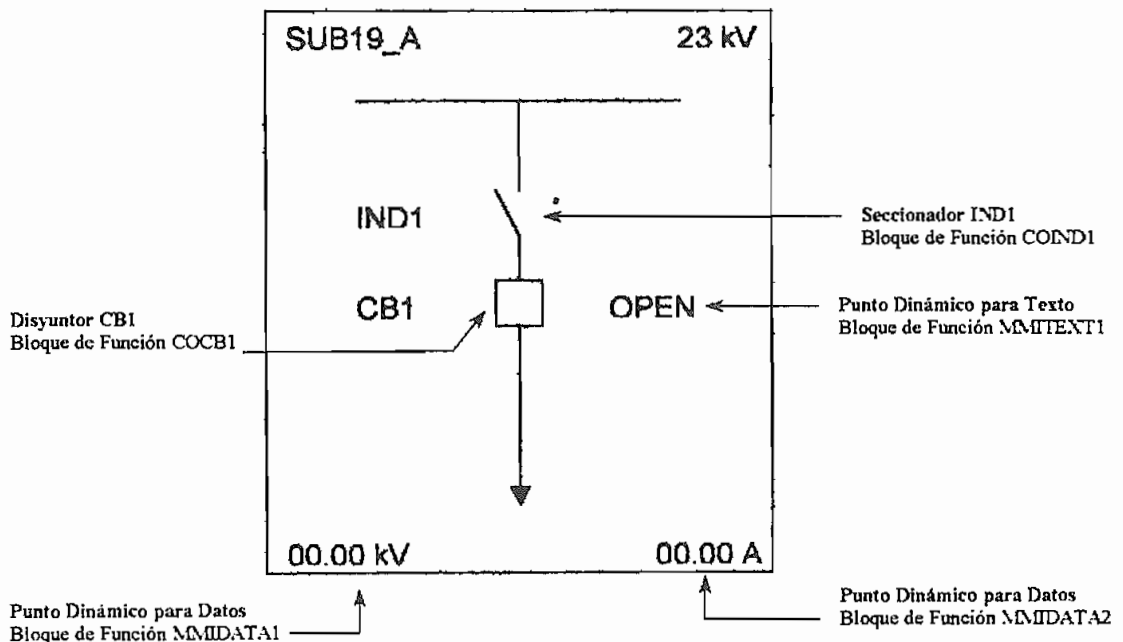 SUB19_A 23 kV
IND1
Seccionador IND1
Bloque de Función COIND1
CB1 OPEN
Punto Dinámico para Texto
Bloque de Función MMITEXT1
Disyuntor CB1
Bloque de Función COCB1
00.00 kV 00.00 A
Punto Dinámico para Datos
Bloque de Función MMIDATA1
Punto Dinámico para Datos
Bloque de Función MMIDATA2